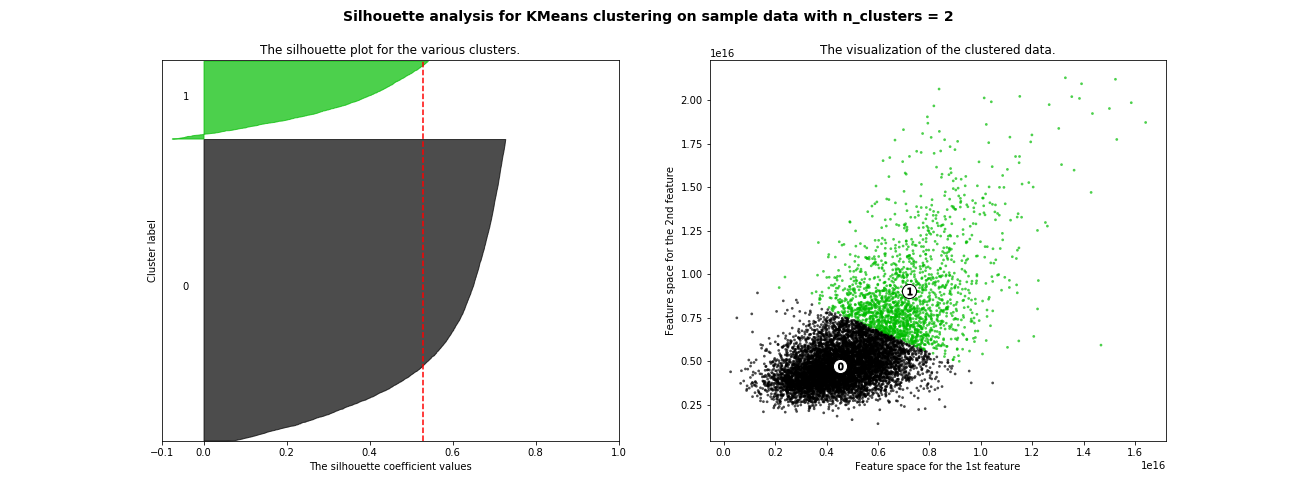 Silhouette analysis for KMeans clustering on sample data with n_clusters = 2
The silhouette plot for the various clusters.
1
0
Cluster label
−0.1 0.0 0.2 0.4 0.6 0.8 1.0
The silhouette coefficient values
The visualization of the clustered data.
1e16
2.00
1.75
1.50
1.25
1.00
0.75
0.50
0.25
Feature space for the 2nd feature
1
0
0.0 0.2 0.4 0.6 0.8 1.0 1.2 1.4 1.6
1e16
Feature space for the 1st feature